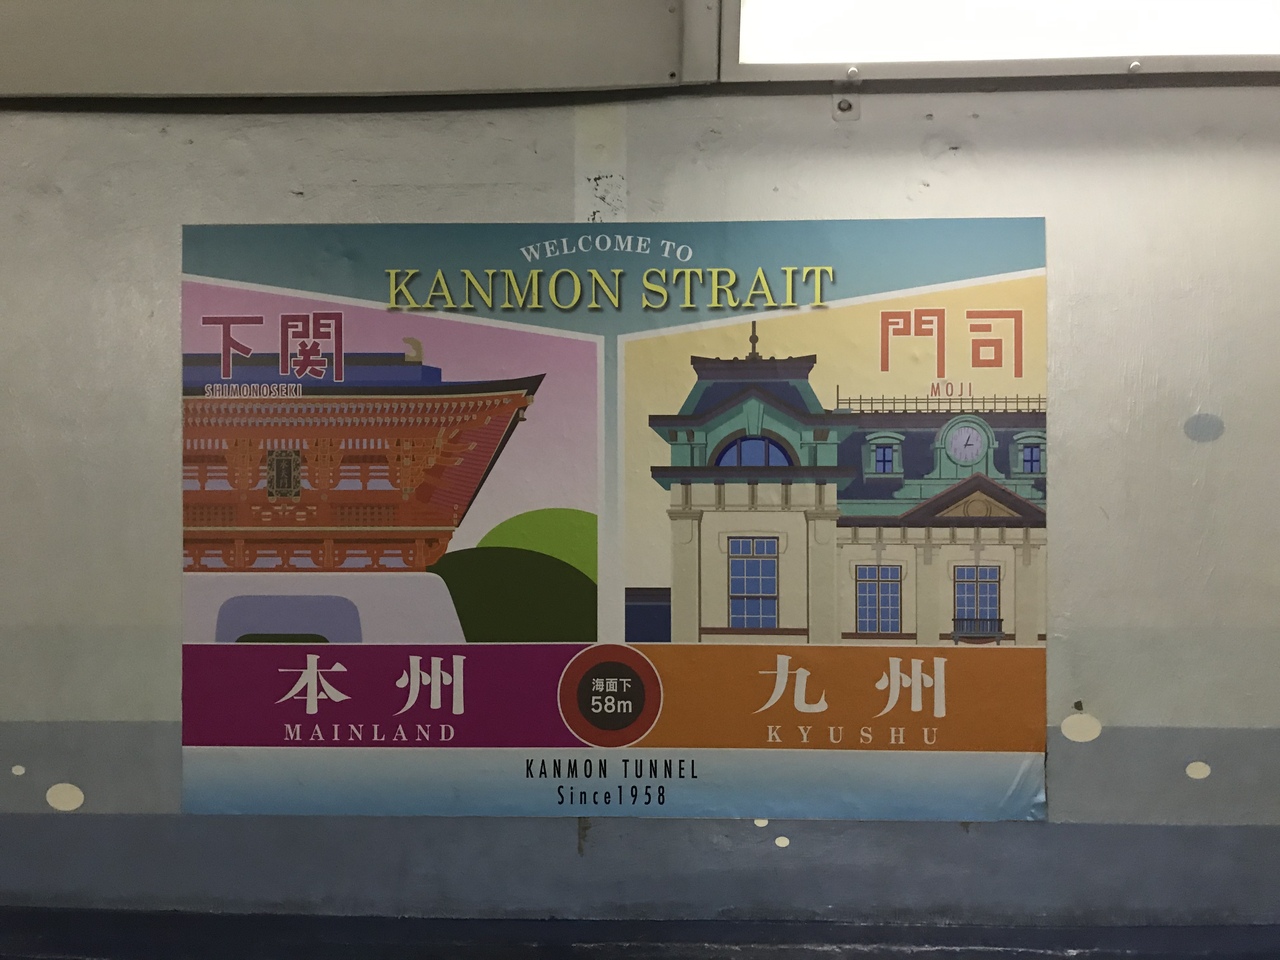 WELCOME TO
KANMON STRAIT
下関
SHIMONOSEKI
門司
MOJI
本州
MAINLAND
海面下
58m
九州
KYUSHU
KANMON TUNNEL
Since1958